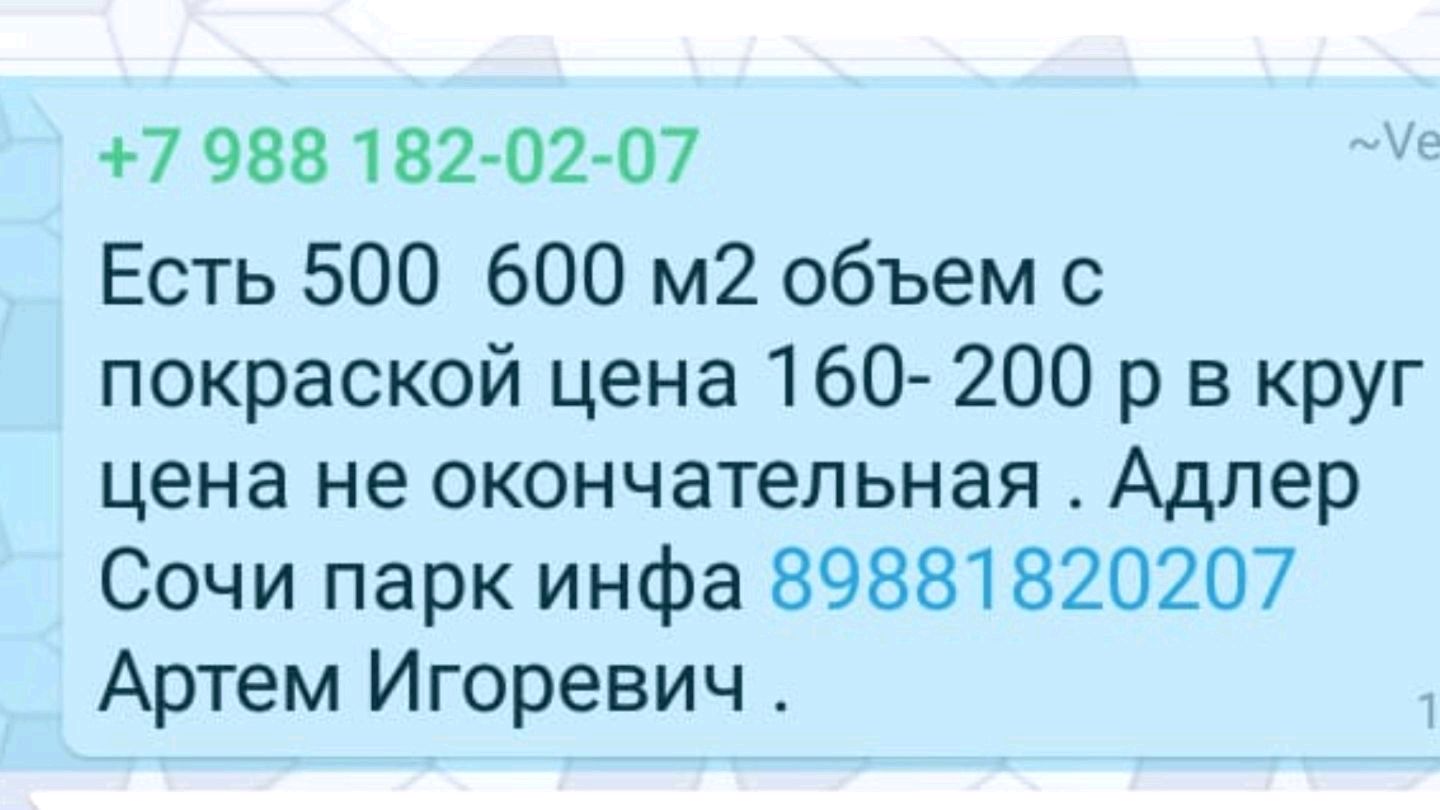 +7 988 182-02-07
~Ve
Есть 500  600 м2 объем с
покраской цена 160- 200 р в круг
цена не окончательная . Адлер
Сочи парк инфа 89881820207
Артем Игоревич .
1